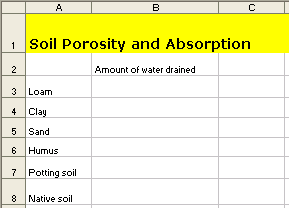 A B C
1 Soil Porosity and Absorption
2 Amount of water drained
3 Loam
4 Clay
5 Sand
6 Humus
7 Potting soil
8 Native soil